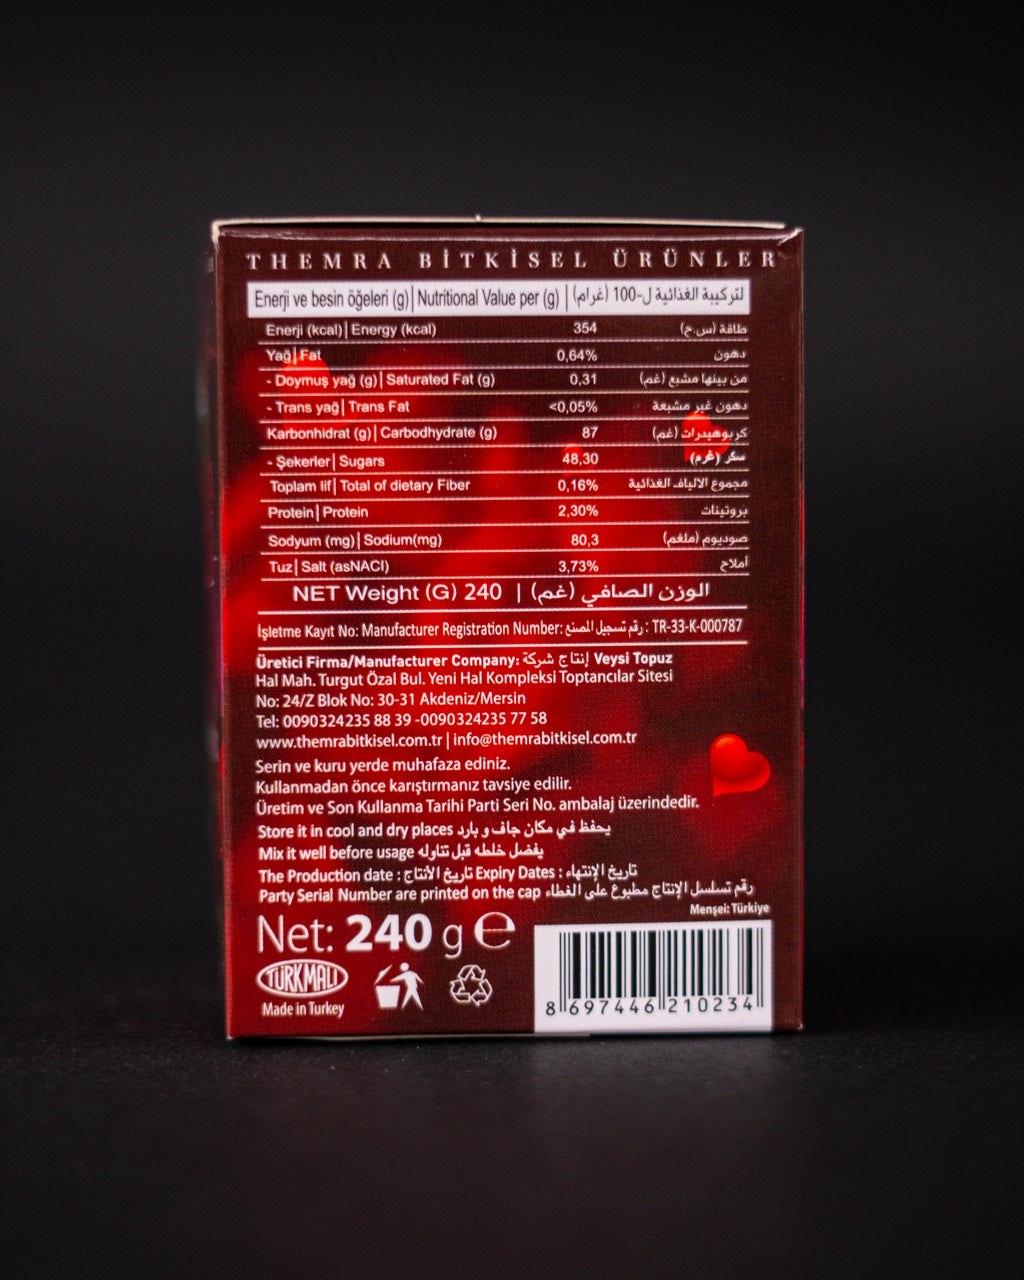 THEMRA BİTKİSEL ÜRÜNLER
Enerji ve besin öğeleri (g) | Nutritional Value per (g) | لتركيبة الغذائية ل-100 (غرام)
Enerji (kcal) | Energy (kcal) 354 طاقة (س.ح)
Yağ | Fat 0,64% دهون
- Doymuş yağ (g) | Saturated Fat (g) 0,31 من بينها مشبع (غم)
- Trans yağ | Trans Fat <0,05% دهون غير مشبعة
Karbonhidrat (g) | Carbodhydrate (g) 87 كربوهيدرات (غم)
- Şekerler | Sugars 48,30 سكر (غرم)
Toplam lif | Total of dietary Fiber 0,16% مجموع الالياف الغذائية
Protein | Protein 2,30% بروتينات
Sodyum (mg) | Sodium(mg) 80,3 صوديوم (ملغم)
Tuz | Salt (asNACl) 3,73% أملاح
NET Weight (G) 240 | الوزن الصافي (غم)
İşletme Kayıt No: Manufacturer Registration Number: رقم تسجيل المصنع : TR-33-K-000787
Üretici Firma/Manufacturer Company: إنتاج شركة Veysi Topuz
Hal Mah. Turgut Özal Bul. Yeni Hal Kompleksi Toptancılar Sitesi
No: 24/Z Blok No: 30-31 Akdeniz/Mersin
Tel: 0090324235 88 39 -0090324235 77 58
www.themrabitkisel.com.tr | info@themrabitkisel.com.tr
Serin ve kuru yerde muhafaza ediniz.
Kullanmadan önce karıştırmanız tavsiye edilir.
Üretim ve Son Kullanma Tarihi Parti Seri No. ambalaj üzerindedir.
Store it in cool and dry places يحفظ في مكان جاف و بارد
Mix it well before usage يفضل خلطه قبل تناوله
The Production date : تاريخ الأنتاج Expiry Dates : تاريخ الإنتهاء
Party Serial Number are printed on the cap رقم تسلسل الإنتاج مطبوع على الغطاء
Menşei: Türkiye
Net: 240 g ℮
TÜRKMALI
Made in Turkey
8 697446 210234